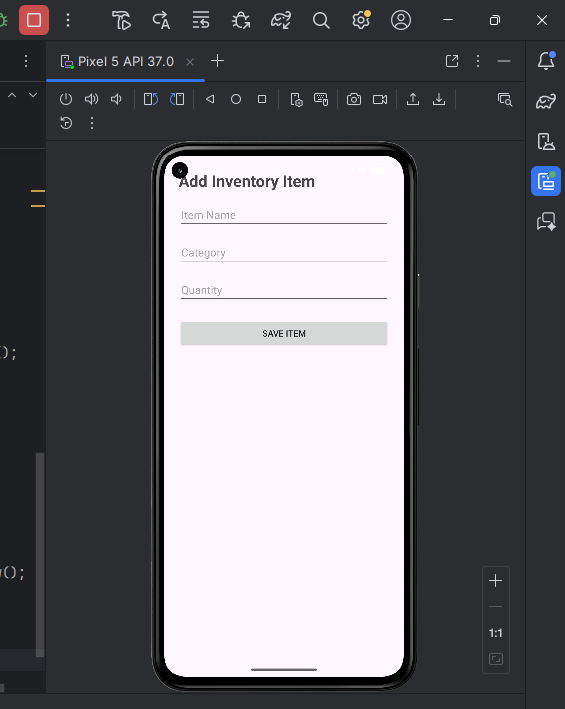 Pixel 5 API 37.0
Add Inventory Item
Item Name
Category
Quantity
SAVE ITEM
();
();
1:1